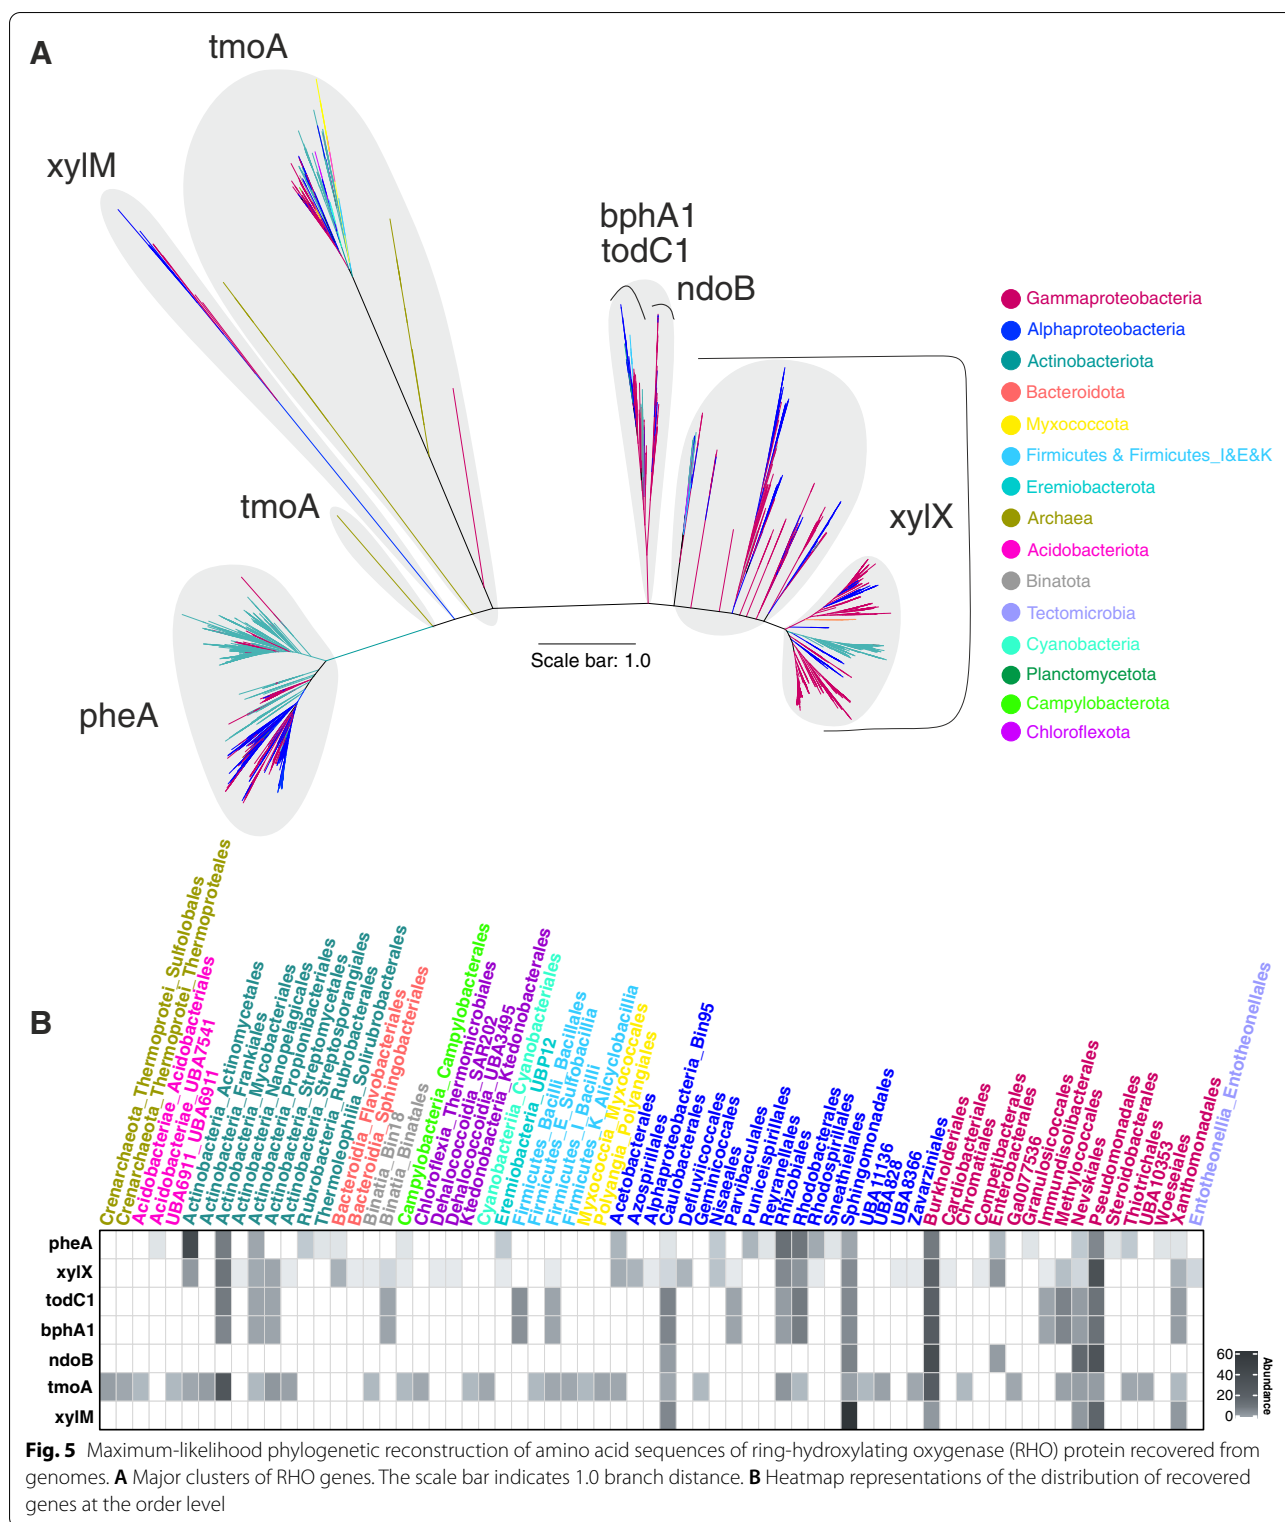 A
tmoA
xylM
bphA1
todC1
ndoB
tmoA
xylX
pheA
Scale bar: 1.0
Gammaproteobacteria
Alphaproteobacteria
Actinobacteriota
Bacteroidota
Myxococcota
Firmicutes & Firmicutes_I&E&K
Eremiobacterota
Archaea
Acidobacteriota
Binatota
Tectomicrobia
Cyanobacteria
Planctomycetota
Campylobacterota
Chloroflexota
B
Crenarchaeota_Thermoprotei_Sulfolobales
Crenarchaeota_Thermoprotei_Thermoproteales
Acidobacteriae_Acidobacteriales
Acidobacteriae_UBA7541
UBA6911_UBA6911
Actinobacteria_Actinomycetales
Actinobacteria_Frankiales
Actinobacteria_Mycobacteriales
Actinobacteria_Nanopelagicales
Actinobacteria_Propionibacteriales
Actinobacteria_Streptomycetales
Actinobacteria_Streptosporangiales
Rubrobacteria_Rubrobacterales
Thermoleophilia_Solirubrobacterales
Bacteroidia_Flavobacteriales
Bacteroidia_Sphingobacteriales
Binatia_Bin18
Binatia_Binatales
Campylobacteria_Campylobacterales
Chloroflexia_Thermomicrobiales
Dehalococcoidia_SAR202
Dehalococcoidia_UBA3495
Ktedonobacteria_Ktedonobacterales
Cyanobacteria_Cyanobacteriales
Eremiobacteria_UBP12
Firmicutes_Bacilli_Bacillales
Firmicutes_E_Sulfobacillia
Firmicutes_I_Bacilli
Firmicutes_K_Alicyclobacillia
Myxococcia_Myxococcales
Polyangia_Polyangiales
Acetobacterales
Azospirillales
Alphaproteobacteria_Bin95
Caulobacterales
Defluviicoccales
Geminicoccales
Nisaeales
Parvibaculales
Puniceispirillales
Reyranellales
Rhizobiales
Rhodobacterales
Rhodospirillales
Sneathiellales
Sphingomonadales
UBA1136
UBA828
UBA8366
Zavarziniales
Burkholderiales
Cardiobacteriales
Chromatiales
Competibacterales
Enterobacterales
Ga0077536
Granulosicoccales
Immundisolibacterales
Methylococcales
Nevskiales
Pseudomonadales
Steroidobacterales
Thiotrichales
UBA10353
Woeseiales
Xanthomonadales
Entotheonellia_Entotheonellales
pheA
xylX
todC1
bphA1
ndoB
tmoA
xylM
60
40
20
0
Abundance
Fig. 5 Maximum-likelihood phylogenetic reconstruction of amino acid sequences of ring-hydroxylating oxygenase (RHO) protein recovered from
genomes. A Major clusters of RHO genes. The scale bar indicates 1.0 branch distance. B Heatmap representations of the distribution of recovered
genes at the order level